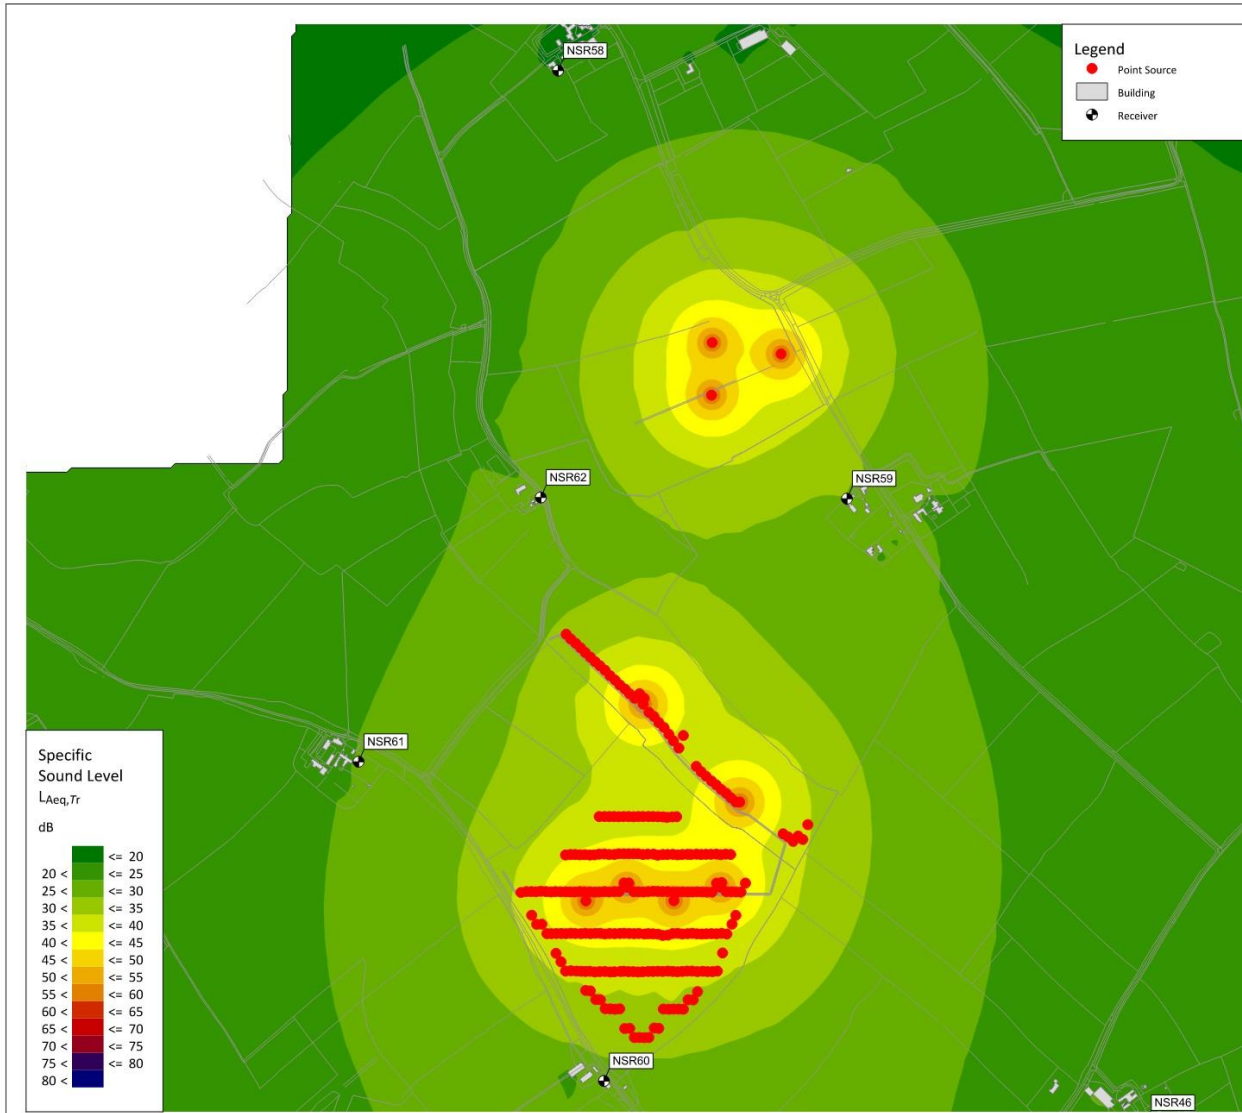 NSR58
Legend
Point Source
Building
Receiver
NSR62
NSR59
NSR61
NSR60
NSR46
Specific
Sound Level
LAeq,Tr
dB
<= 20
20 < <= 25
25 < <= 30
30 < <= 35
35 < <= 40
40 < <= 45
45 < <= 50
50 < <= 55
55 < <= 60
60 < <= 65
65 < <= 70
70 < <= 75
75 < <= 80
80 <